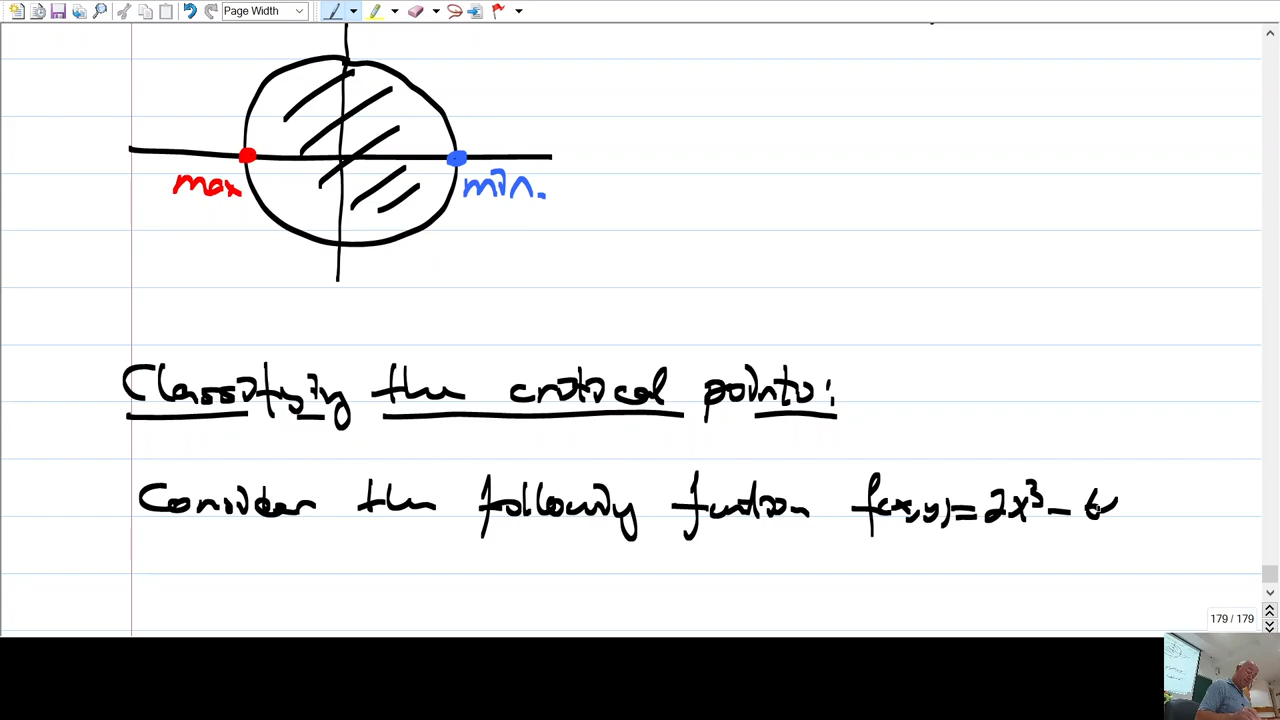 Page Width
max
min.
Classifying the critical points:
Consider the following function f(x,y)=2x³- 6
179 / 179